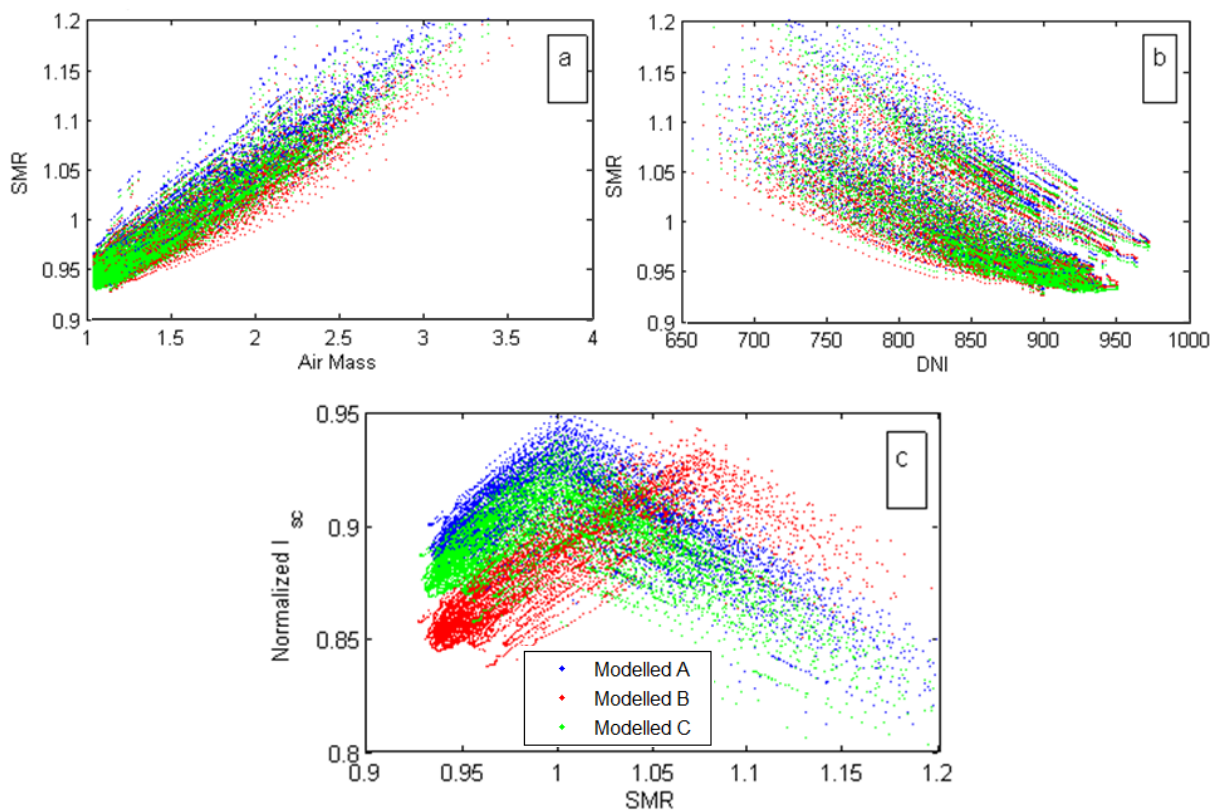 1.2
1.15
1.1
1.05
1
0.95
0.9
SMR
a
1 1.5 2 2.5 3 3.5 4
Air Mass
1.2
1.15
1.1
1.05
1
0.95
0.9
SMR
b
650 700 750 800 850 900 950 1000
DNI
0.95
0.9
0.85
0.8
Normalized I sc
C
Modelled A
Modelled B
Modelled C
0.9 0.95 1 1.05 1.1 1.15 1.2
SMR